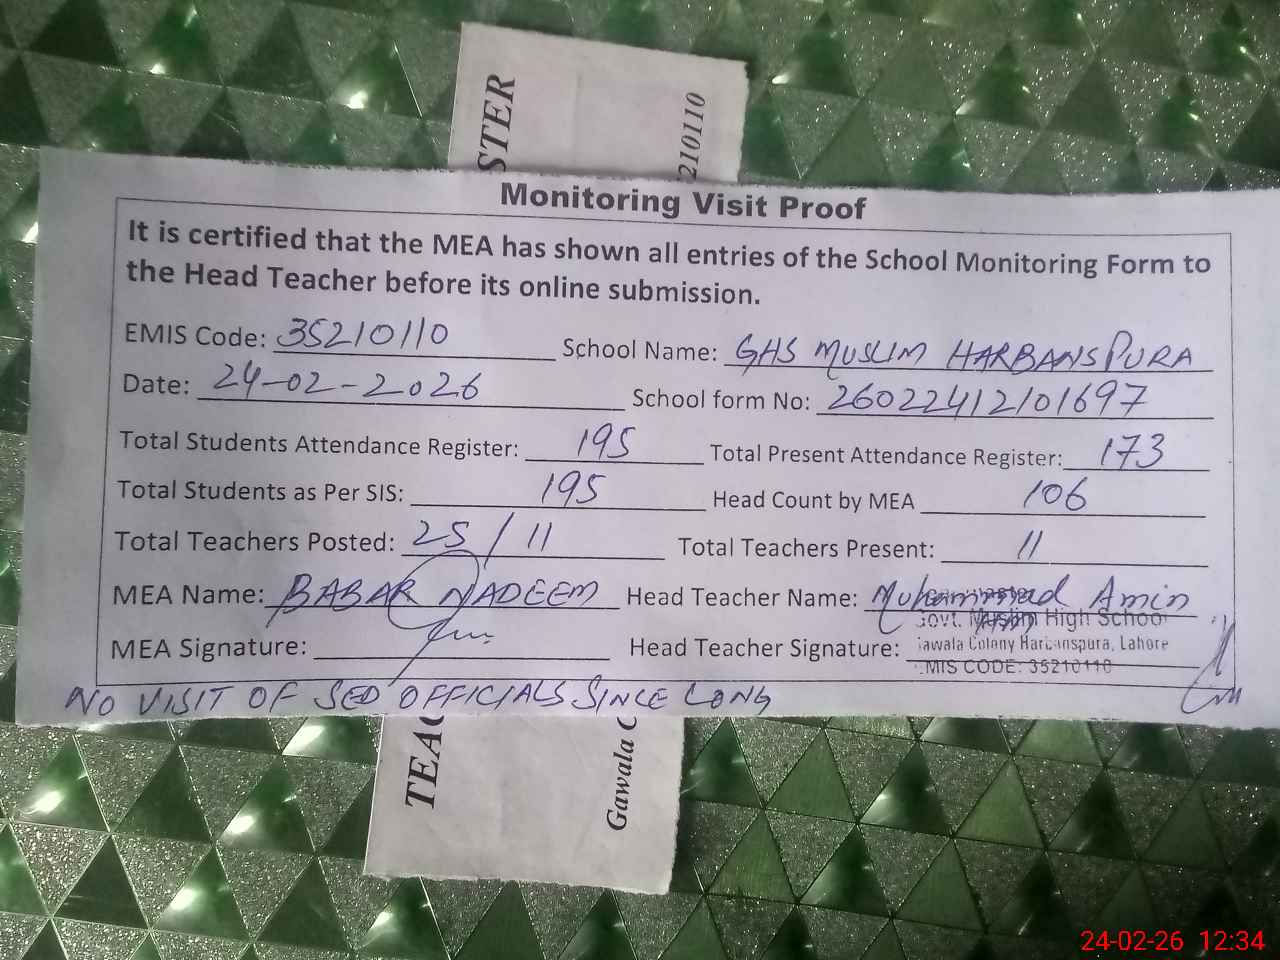 STER
210110
Monitoring Visit Proof
It is certified that the MEA has shown all entries of the School Monitoring Form to
the Head Teacher before its online submission.
EMIS Code: 35210110 School Name: GHS MUSLIM HARBANSPURA
Date: 24-02-2026 School form No: 26022412101697
Total Students Attendance Register: 195 Total Present Attendance Register: 173
Total Students as Per SIS: 195 Head Count by MEA 106
Total Teachers Posted: 25/11 Total Teachers Present: 11
MEA Name: BABAR NADEEM Head Teacher Name: Muhammad Amin
Govt. Muslim High School
MEA Signature: Head Teacher Signature: Gawala Colony Harbanspura, Lahore
EMIS CODE: 35210110
NO VISIT OF SED OFFICIALS SINCE LONG
TEAC
Gawala C
24-02-26 12:34